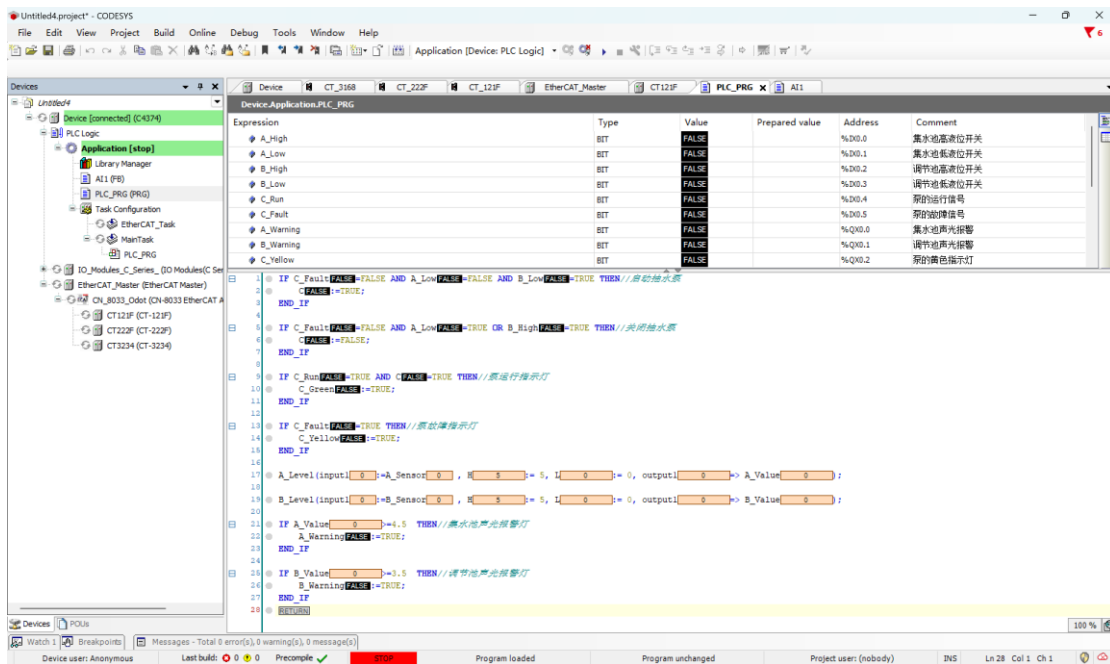 Untitled4.project* - CODESYS
File Edit View Project Build Online Debug Tools Window Help
6
Application [Device: PLC Logic]
Devices
Device CT_3168 CT_222F CT_121F EtherCAT_Master CT121F PLC_PRG AI1
Untitled4
Device [connected] (C4374)
PLC Logic
Application [stop]
Library Manager
AI1 (FB)
PLC_PRG (PRG)
Task Configuration
EtherCAT_Task
MainTask
PLC_PRG
IO_Modules_C_Series_ (IO Modules(C Ser
EtherCAT_Master (EtherCAT Master)
CN_8033_Odot (CN-8033 EtherCAT A
CT121F (CT-121F)
CT222F (CT-222F)
CT3234 (CT-3234)
Device.Application.PLC_PRG
Expression Type Value Prepared value Address Comment
A_High BIT FALSE %IX0.0 集水池高液位开关
A_Low BIT FALSE %IX0.1 集水池低液位开关
B_High BIT FALSE %IX0.2 调节池高液位开关
B_Low BIT FALSE %IX0.3 调节池低液位开关
C_Run BIT FALSE %IX0.4 泵的运行信号
C_Fault BIT FALSE %IX0.5 泵的故障信号
A_Warning BIT FALSE %QX0.0 集水池声光报警
B_Warning BIT FALSE %QX0.1 调节池声光报警
C_Yellow BIT FALSE %QX0.2 泵的黄色指示灯
1 IF C_Fault FALSE =FALSE AND A_Low FALSE =FALSE AND B_Low FALSE =TRUE THEN//启动抽水泵
2 C FALSE :=TRUE;
3 END_IF
4
5 IF C_Fault FALSE =FALSE AND A_Low FALSE =TRUE OR B_High FALSE =TRUE THEN//关闭抽水泵
6 C FALSE :=FALSE;
7 END_IF
8
9 IF C_Run FALSE =TRUE AND C FALSE =TRUE THEN//泵运行指示灯
10 C_Green FALSE :=TRUE;
11 END_IF
12
13 IF C_Fault FALSE =TRUE THEN//泵故障指示灯
14 C_Yellow FALSE :=TRUE;
15 END_IF
16
17 A_Level(input1 0 :=A_Sensor 0 , H 5 := 5, L 0 := 0, output1 0 => A_Value 0 );
18
19 B_Level(input1 0 :=B_Sensor 0 , H 5 := 5, L 0 := 0, output1 0 => B_Value 0 );
20
21 IF A_Value 0 >=4.5 THEN//集水池声光报警灯
22 A_Warning FALSE :=TRUE;
23 END_IF
24
25 IF B_Value 0 >=3.5 THEN//调节池声光报警灯
26 B_Warning FALSE :=TRUE;
27 END_IF
28 RETURN
100 %
Devices POUs
Watch 1 Breakpoints Messages - Total 0 error(s), 0 warning(s), 0 message(s)
Device user: Anonymous Last build: 0 0 Precompile STOP Program loaded Program unchanged Project user: (nobody) INS Ln 28 Col 1 Ch 1